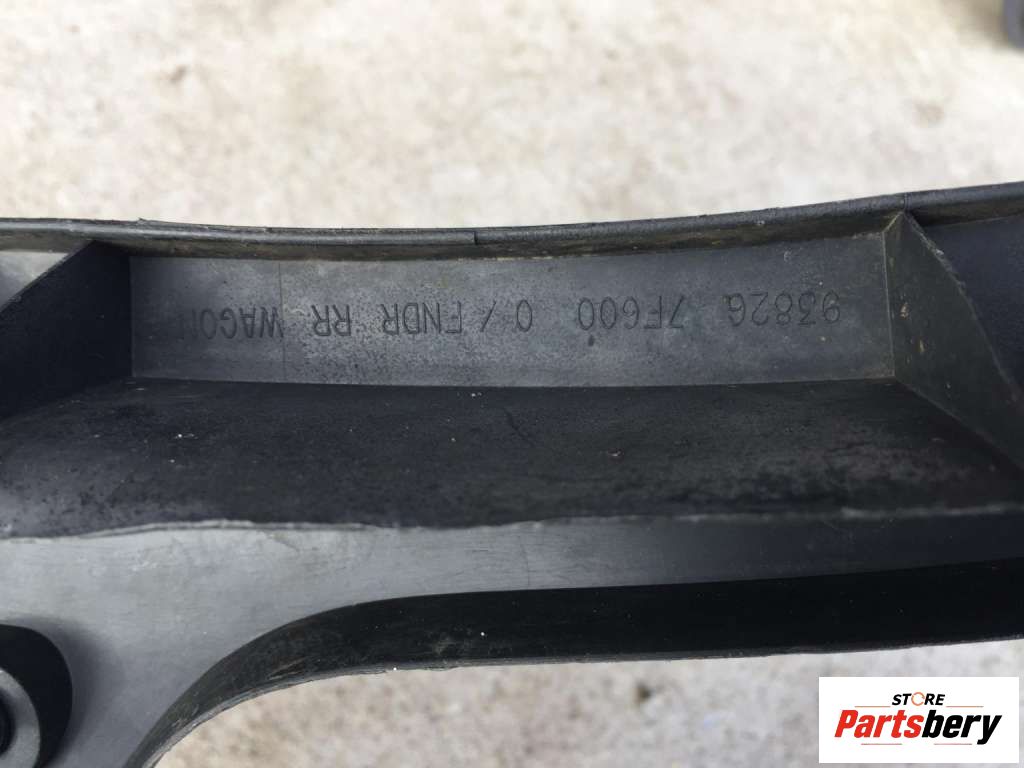 93826 7F600 O/FNDR RR WAGON
STORE
Partsbery